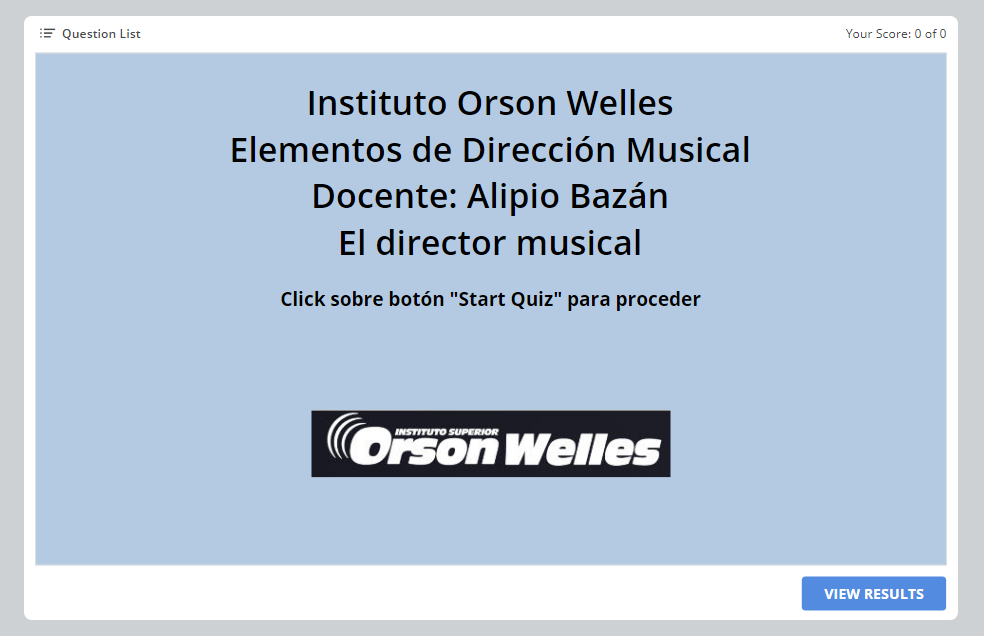 Question List
Your Score: 0 of 0
Instituto Orson Welles
Elementos de Dirección Musical
Docente: Alipio Bazán
El director musical
Click sobre botón "Start Quiz" para proceder
INSTITUTO SUPERIOR
Orson Welles
VIEW RESULTS